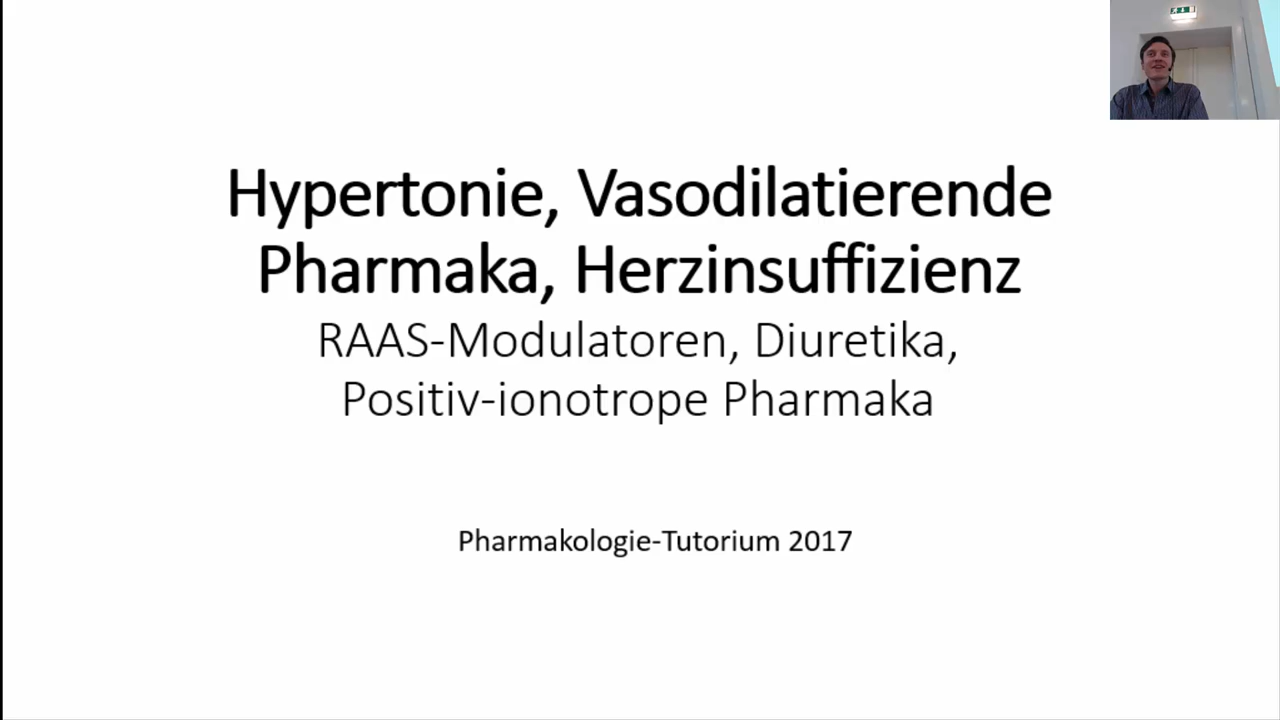 Hypertonie, Vasodilatierende
Pharmaka, Herzinsuffizienz
RAAS-Modulatoren, Diuretika,
Positiv-ionotrope Pharmaka
Pharmakologie-Tutorium 2017